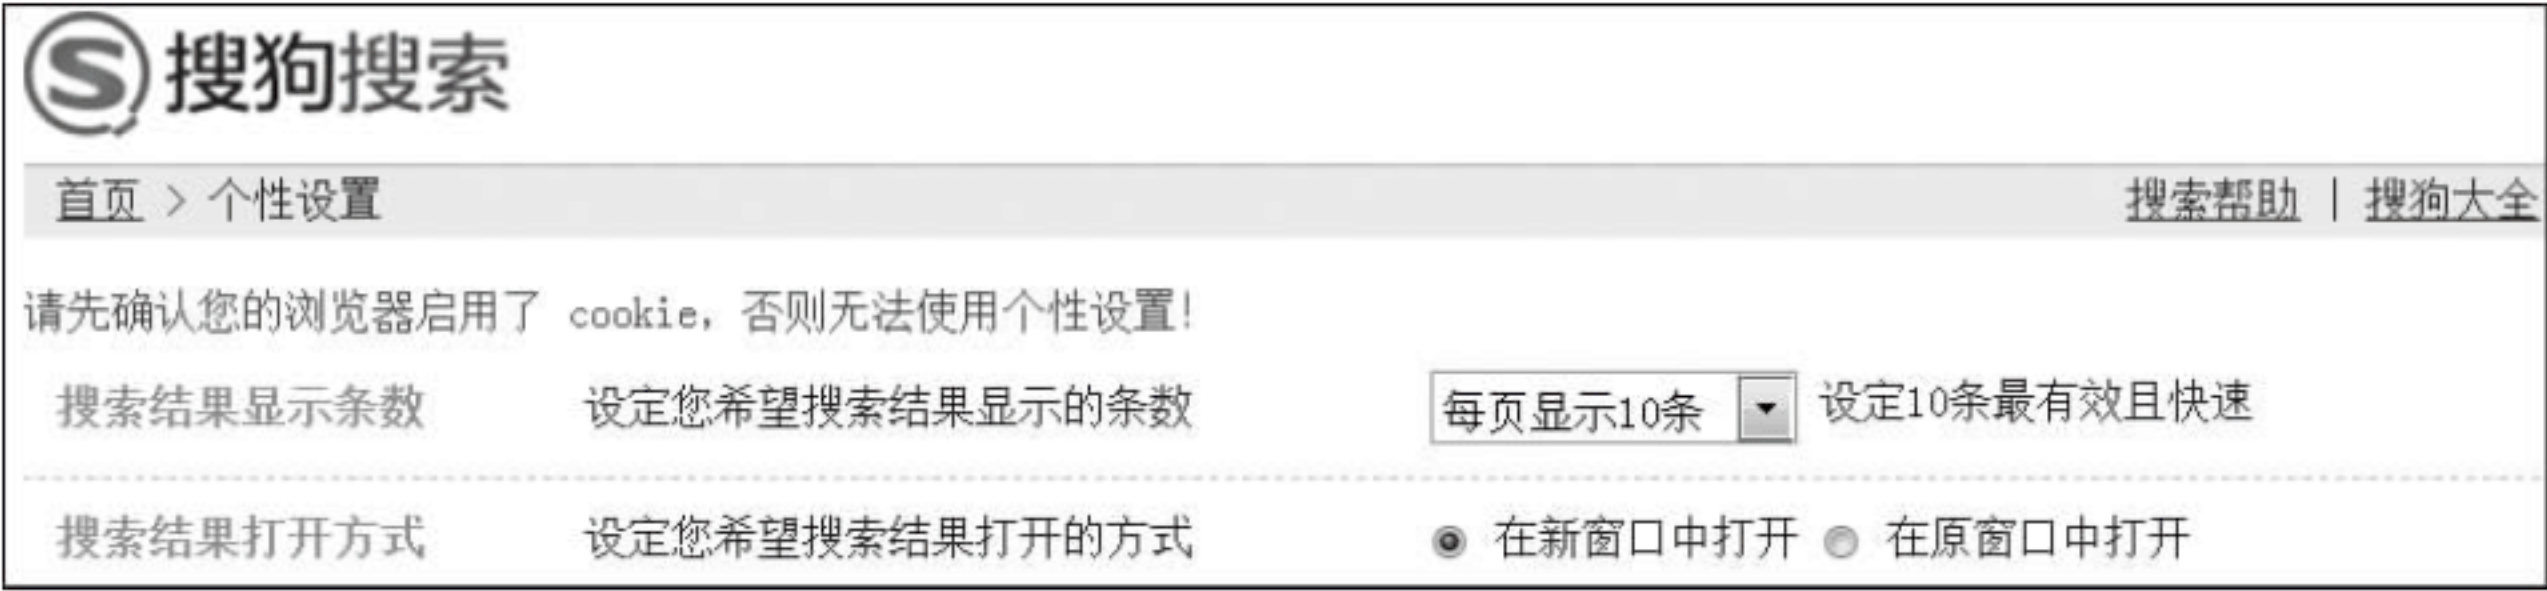 搜狗搜索
首页 > 个性设置 搜索帮助 | 搜狗大全
请先确认您的浏览器启用了 cookie，否则无法使用个性设置！
搜索结果显示条数 设定您希望搜索结果显示的条数 每页显示10条 设定10条最有效且快速
搜索结果打开方式 设定您希望搜索结果打开的方式 在新窗口中打开 在原窗口中打开